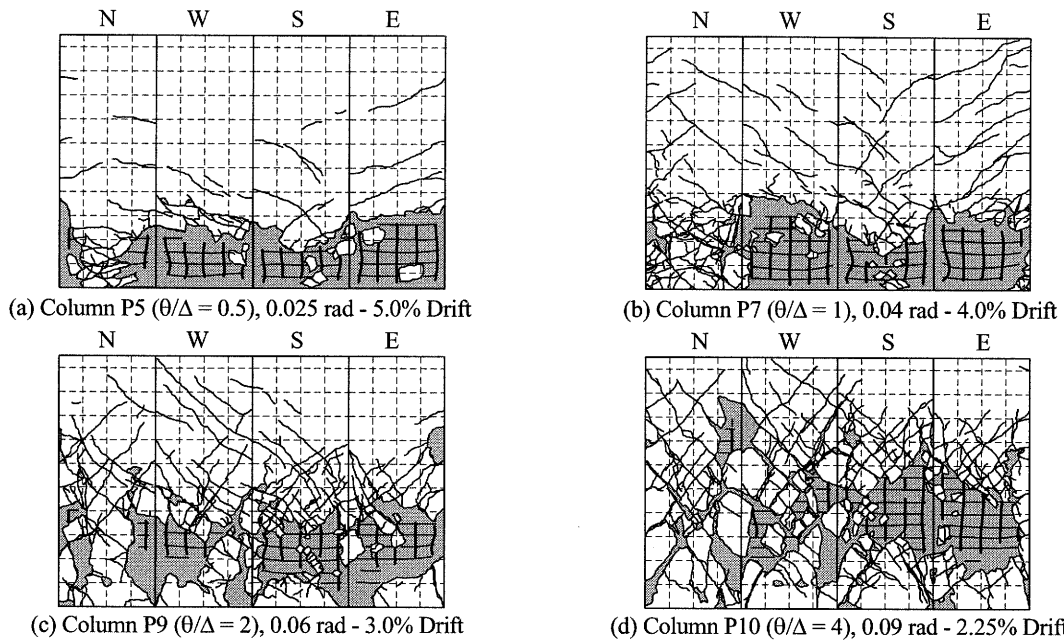 N W S E
N W S E
(a) Column P5 (θ/Δ = 0.5), 0.025 rad - 5.0% Drift
(b) Column P7 (θ/Δ = 1), 0.04 rad - 4.0% Drift
N W S E
N W S E
(c) Column P9 (θ/Δ = 2), 0.06 rad - 3.0% Drift
(d) Column P10 (θ/Δ = 4), 0.09 rad - 2.25% Drift